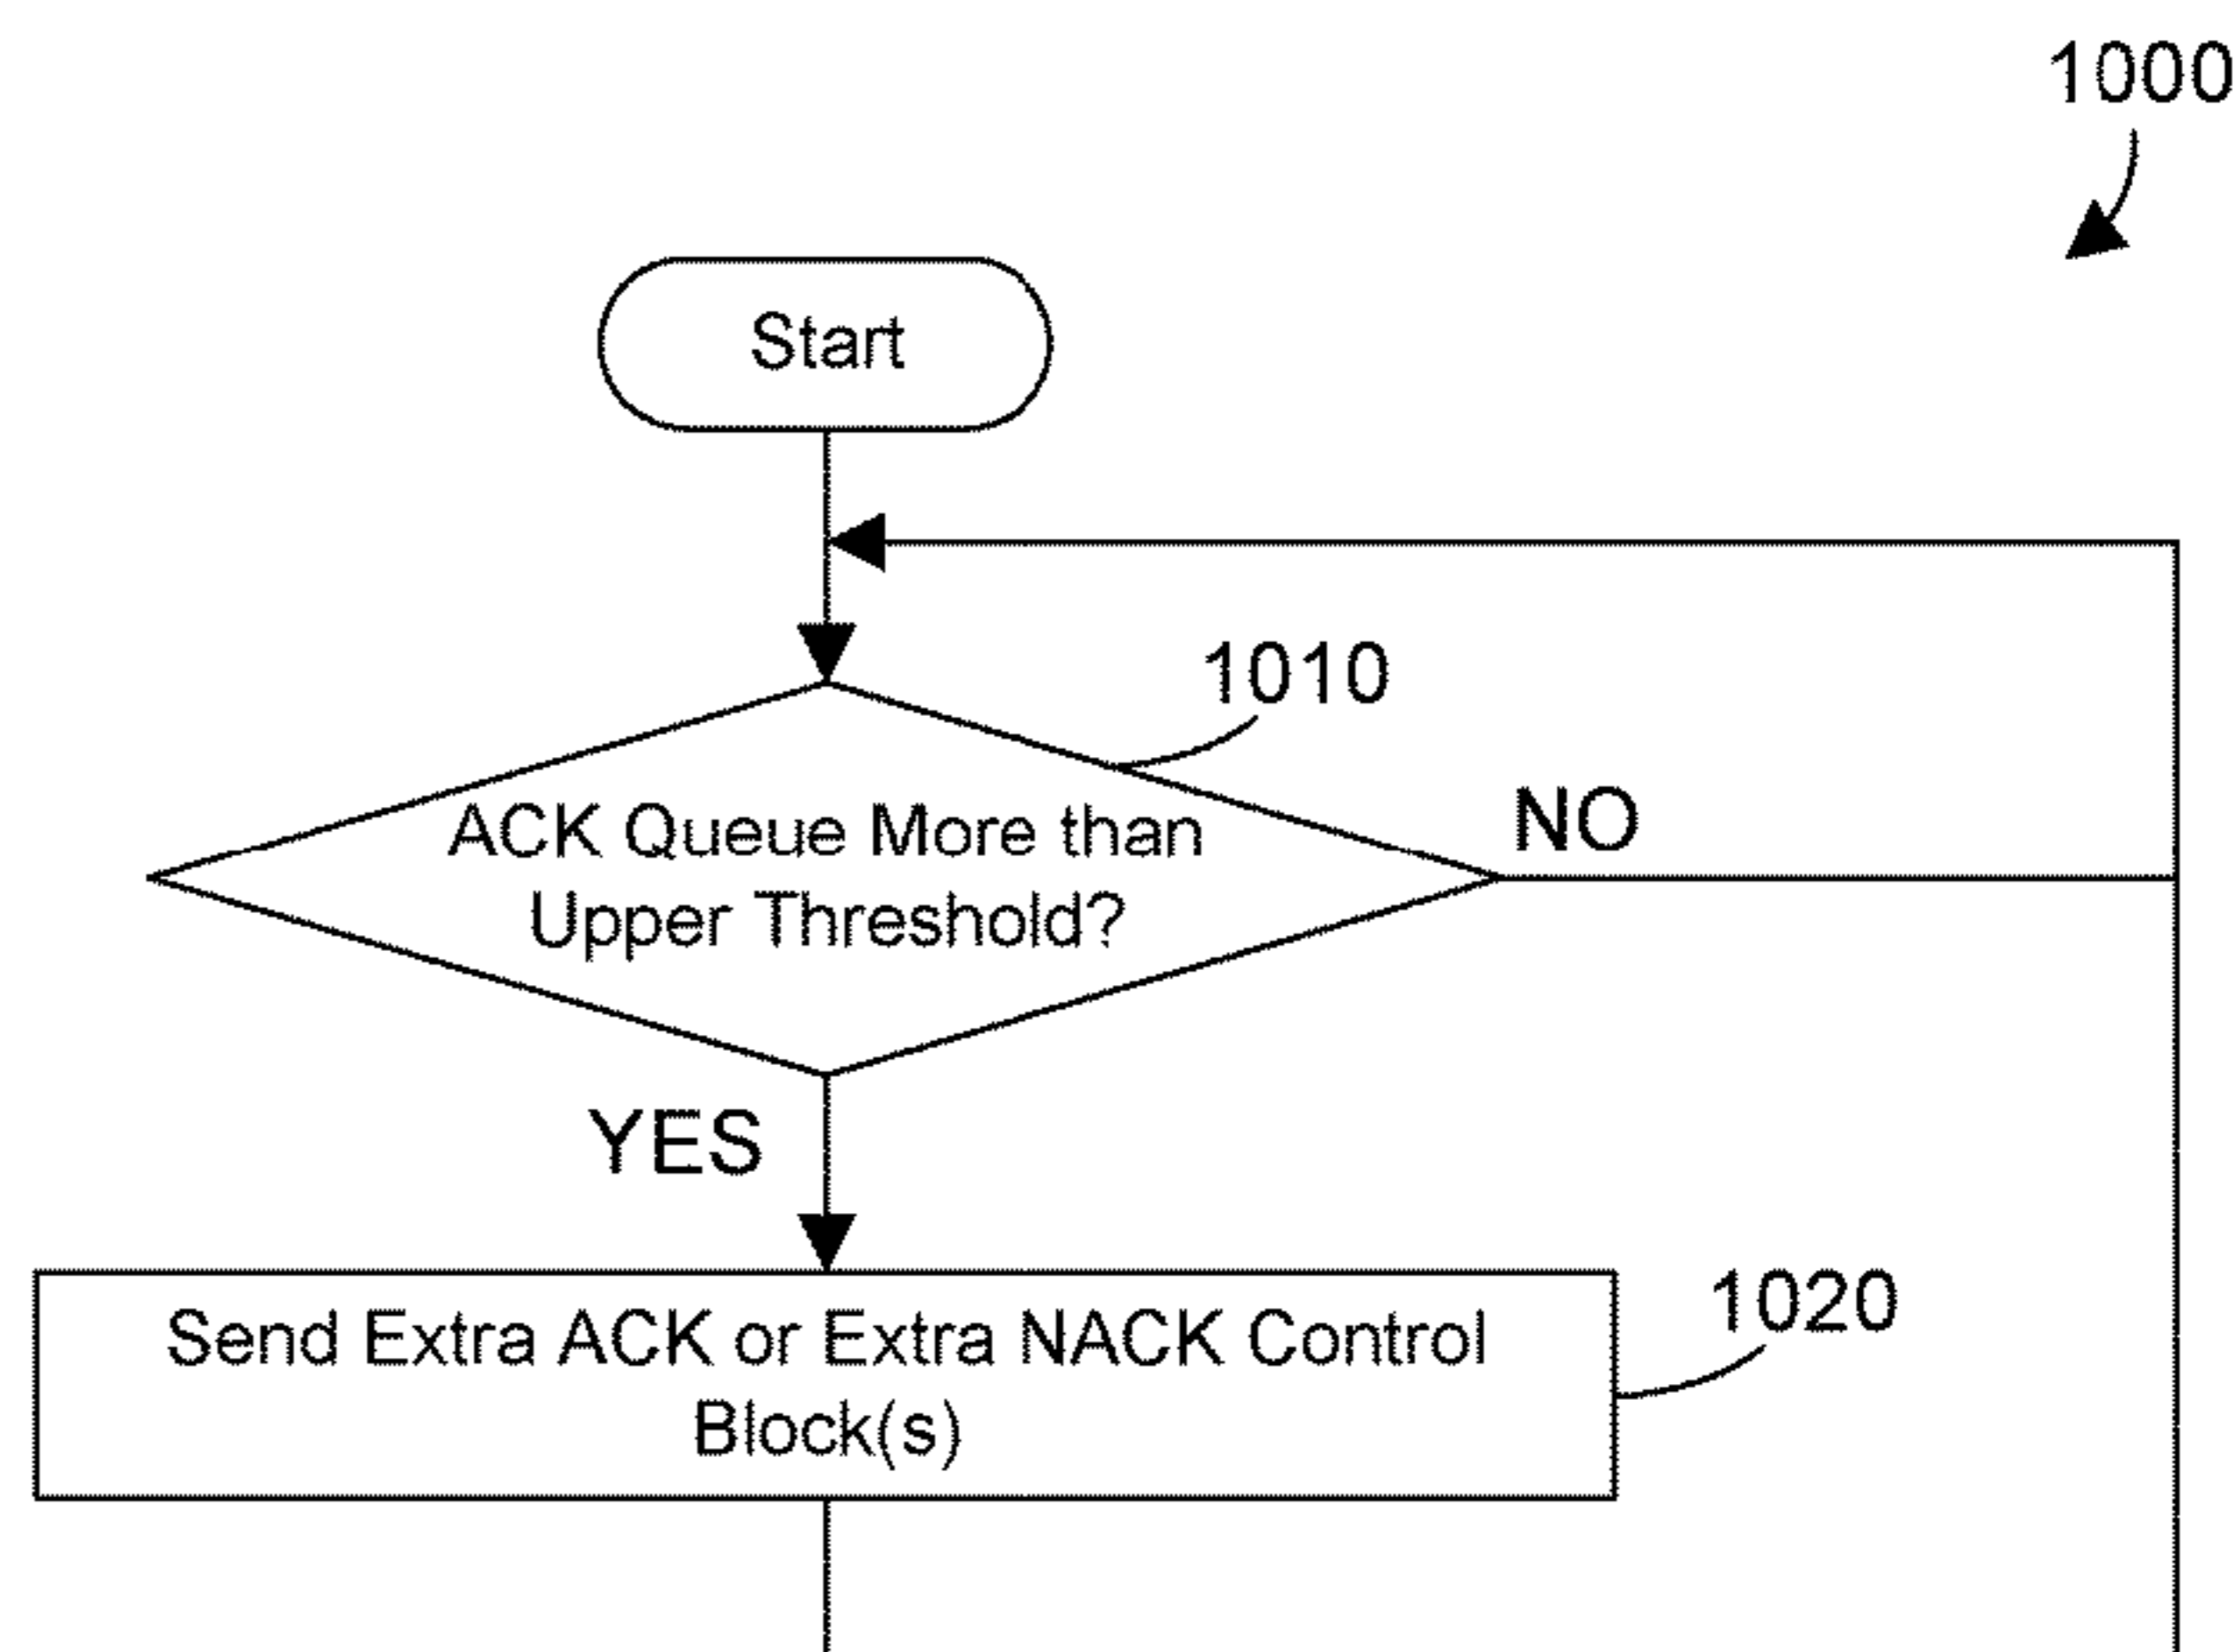 1000
Start
1010
ACK Queue More than
Upper Threshold?
NO
YES
1020
Send Extra ACK or Extra NACK Control
Block(s)